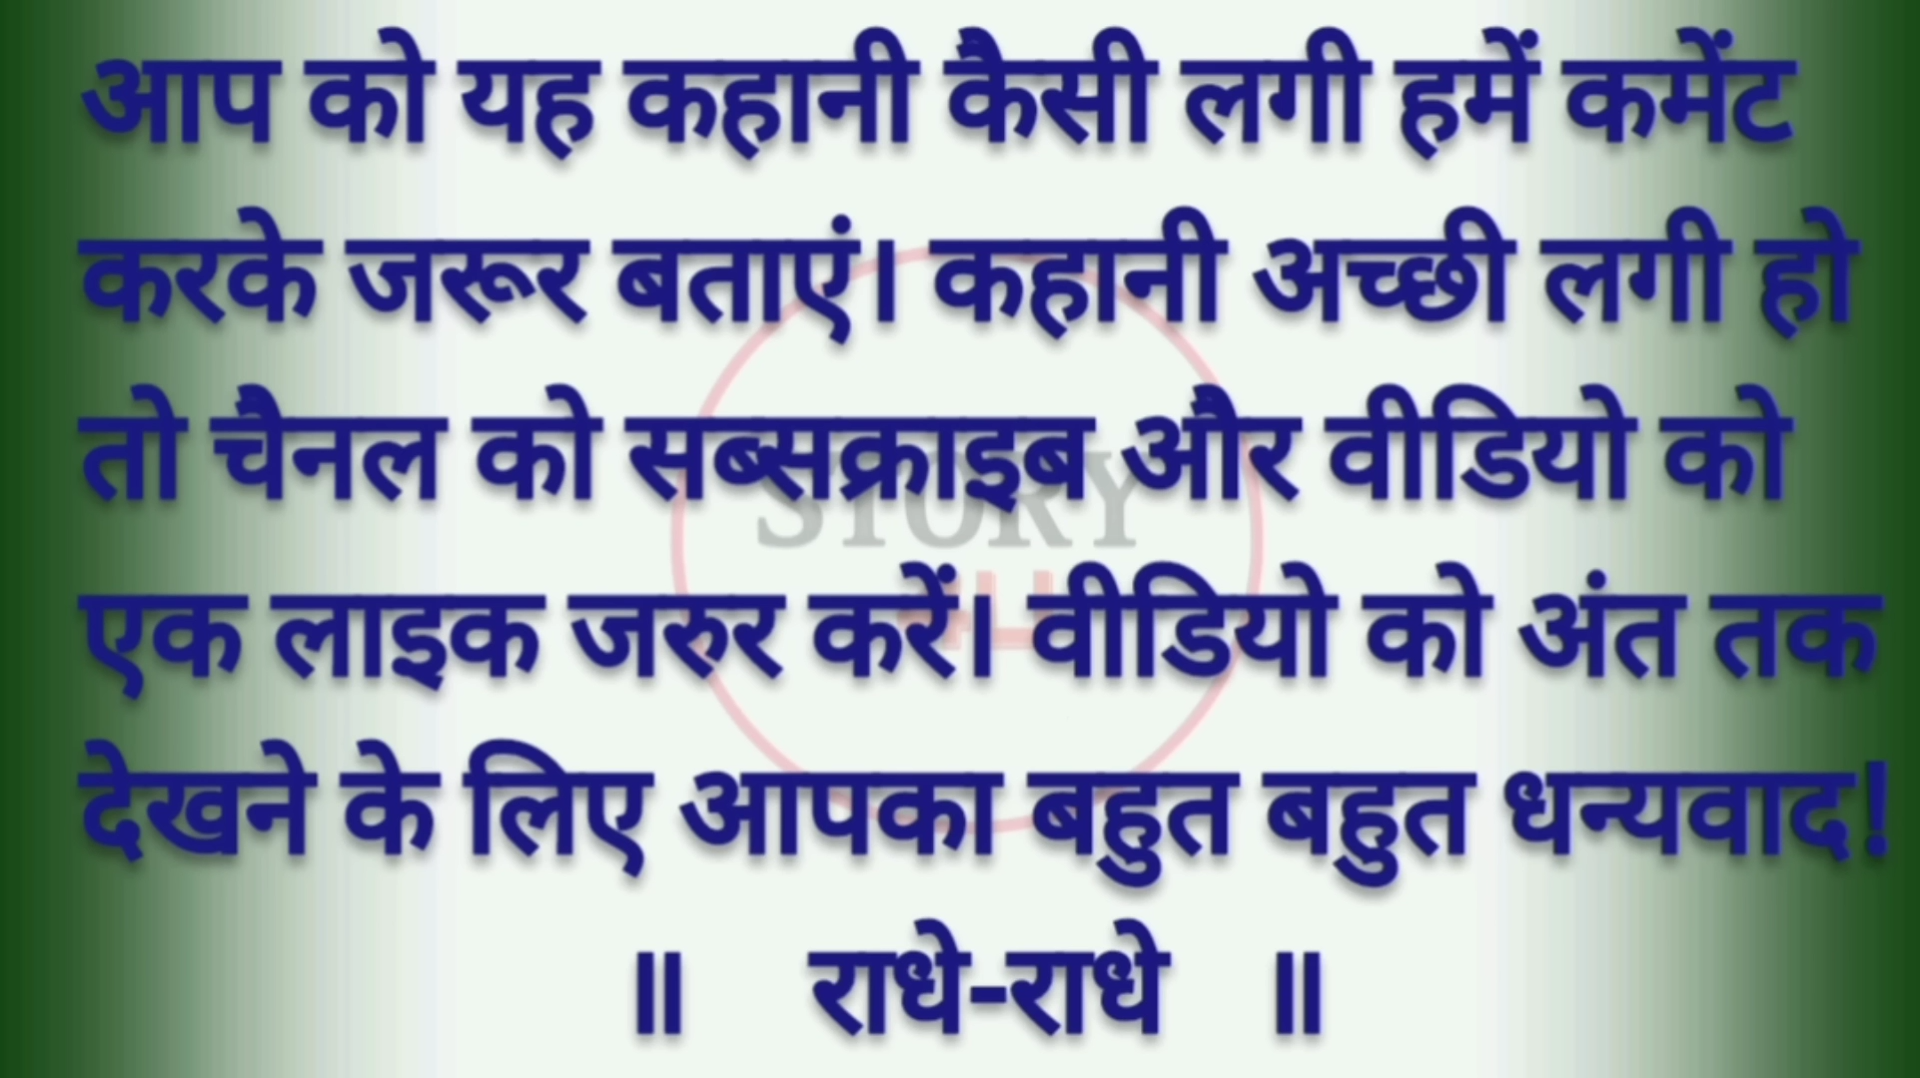 आप को यह कहानी कैसी लगी हमें कमेंट
करके जरूर बताएं। कहानी अच्छी लगी हो
तो चैनल को सब्सक्राइब और वीडियो को
STORY
एक लाइक जरुर करें। वीडियो को अंत तक
देखने के लिए आपका बहुत बहुत धन्यवाद!
॥ राधे-राधे ॥